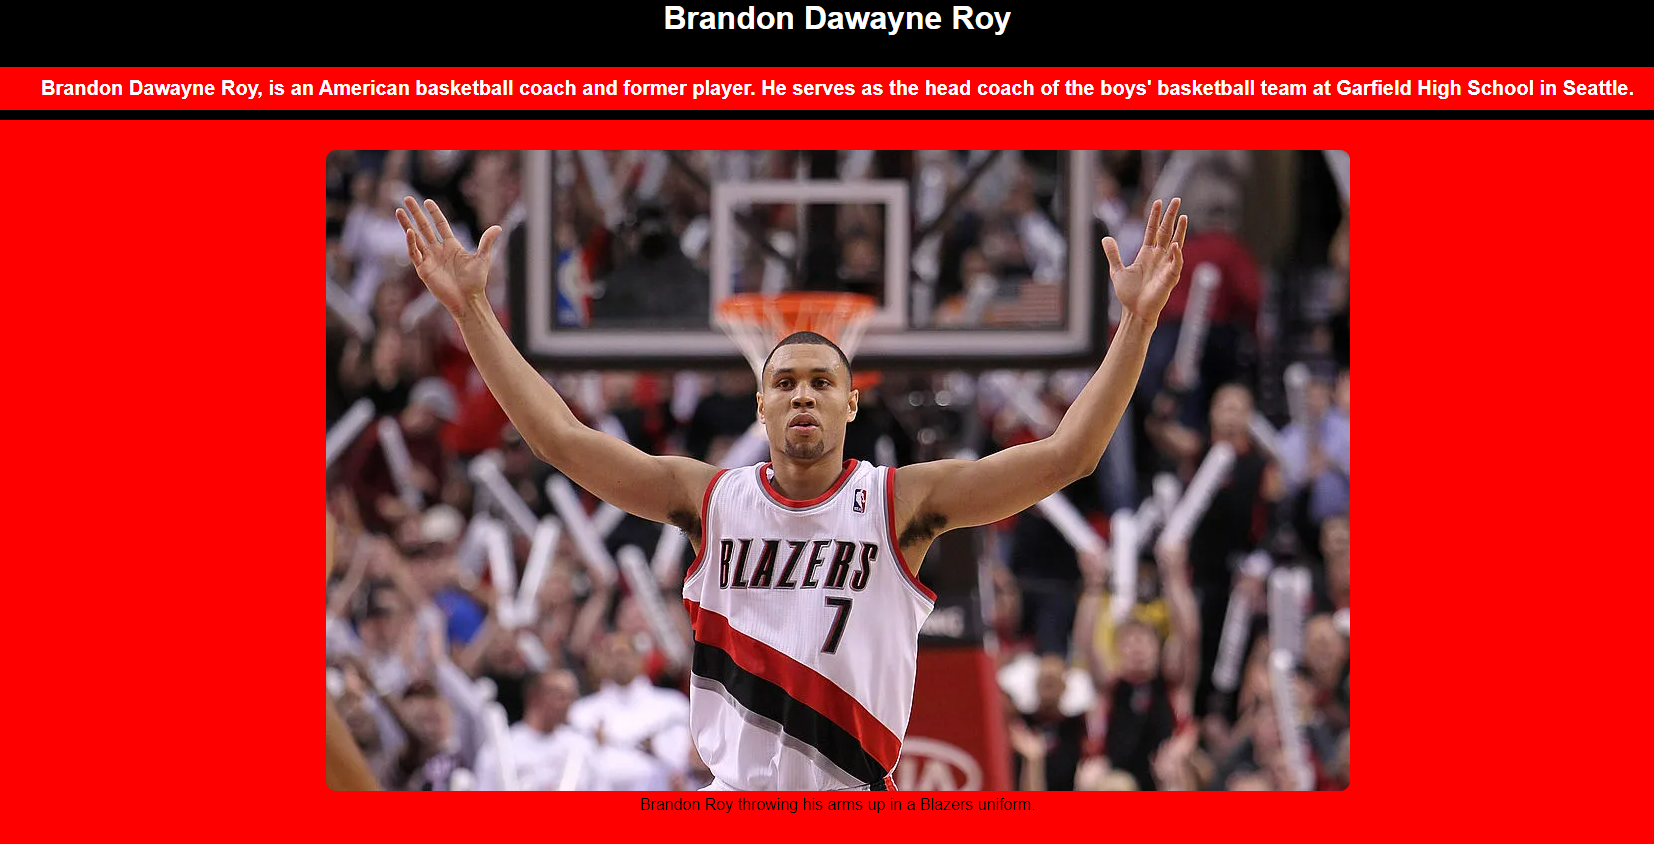 Brandon Dawayne Roy
Brandon Dawayne Roy, is an American basketball coach and former player. He serves as the head coach of the boys' basketball team at Garfield High School in Seattle.
BLAZERS
7
Brandon Roy throwing his arms up in a Blazers uniform.